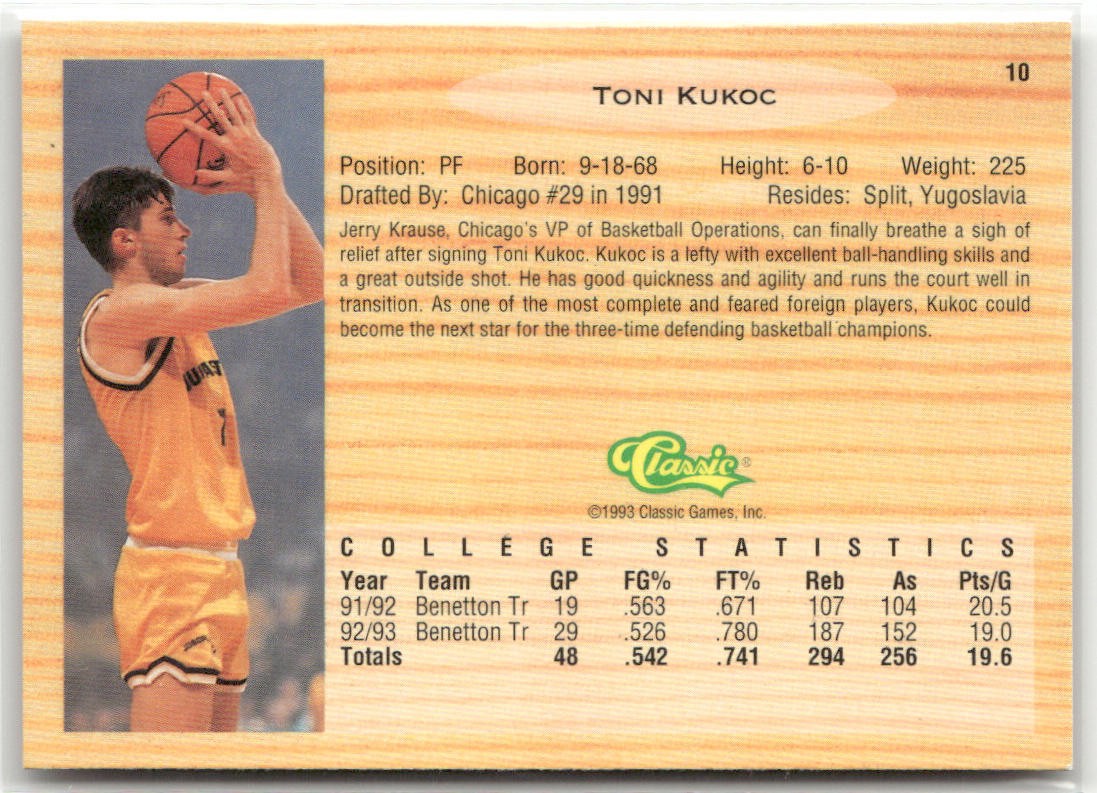 10
TONI KUKOC
Position: PF Born: 9-18-68 Height: 6-10 Weight: 225
Drafted By: Chicago #29 in 1991 Resides: Split, Yugoslavia
Jerry Krause, Chicago's VP of Basketball Operations, can finally breathe a sigh of
relief after signing Toni Kukoc. Kukoc is a lefty with excellent ball-handling skills and
a great outside shot. He has good quickness and agility and runs the court well in
transition. As one of the most complete and feared foreign players, Kukoc could
become the next star for the three-time defending basketball champions.
Classic®
©1993 Classic Games, Inc.
COLLEGE STATISTICS
Year Team GP FG% FT% Reb As Pts/G
91/92 Benetton Tr 19 .563 .671 107 104 20.5
92/93 Benetton Tr 29 .526 .780 187 152 19.0
Totals 48 .542 .741 294 256 19.6
7